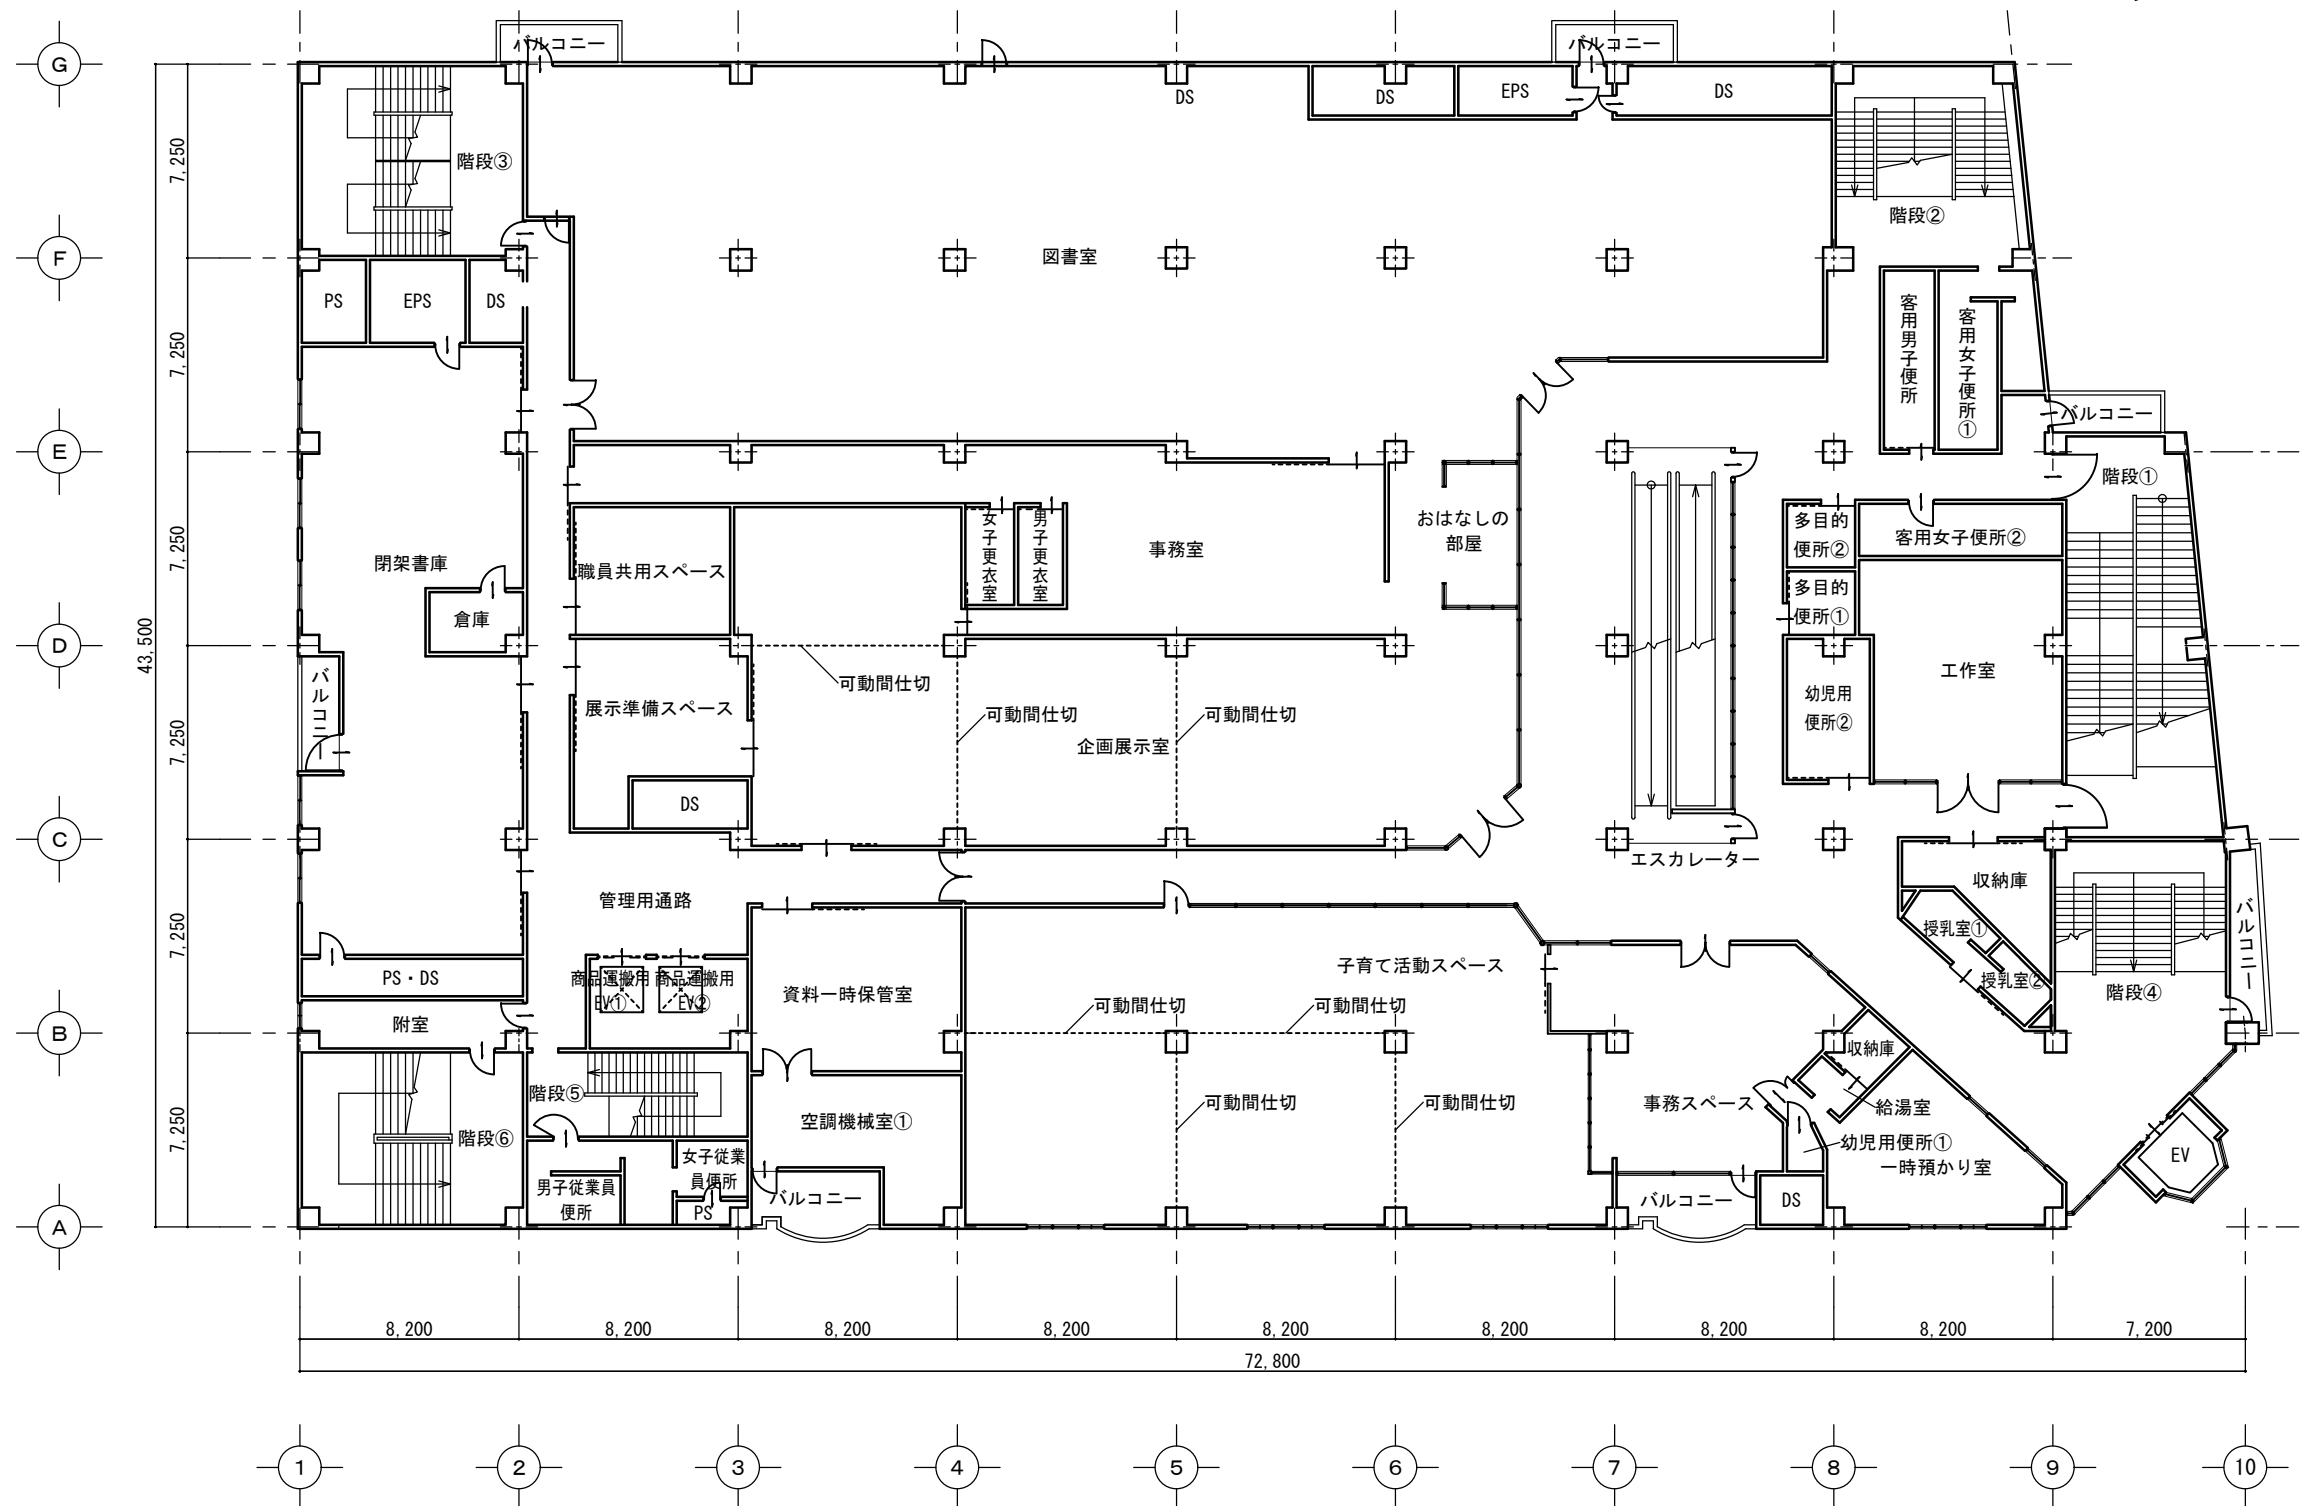 バルコニー
バルコニー
G
DS
DS
EPS
DS
7,250
階段③
階段②
F
図書室
PS
EPS
DS
客用男子便所
客用女子便所①
7,250
バルコニー
E
階段①
おはなしの
部屋
女子更衣室
男子更衣室
多目的
便所②
客用女子便所②
7,250
事務室
閉架書庫
職員共用スペース
多目的
便所①
倉庫
43,500
D
バルコニー
可動間仕切
工作室
幼児用
便所②
展示準備スペース
可動間仕切
可動間仕切
企画展示室
7,250
DS
C
エスカレーター
収納庫
管理用通路
7,250
授乳室①
バルコニー
PS・DS
商品運搬用
EV①
商品運搬用
EV②
資料一時保管室
子育て活動スペース
授乳室②
階段④
可動間仕切
可動間仕切
附室
B
収納庫
階段⑤
可動間仕切
可動間仕切
事務スペース
給湯室
空調機械室①
階段⑥
7,250
幼児用便所①
一時預かり室
EV
女子従業
員便所
男子従業員
便所
PS
バルコニー
バルコニー
DS
A
8,200
8,200
8,200
8,200
8,200
8,200
8,200
8,200
7,200
72,800
1
2
3
4
5
6
7
8
9
10